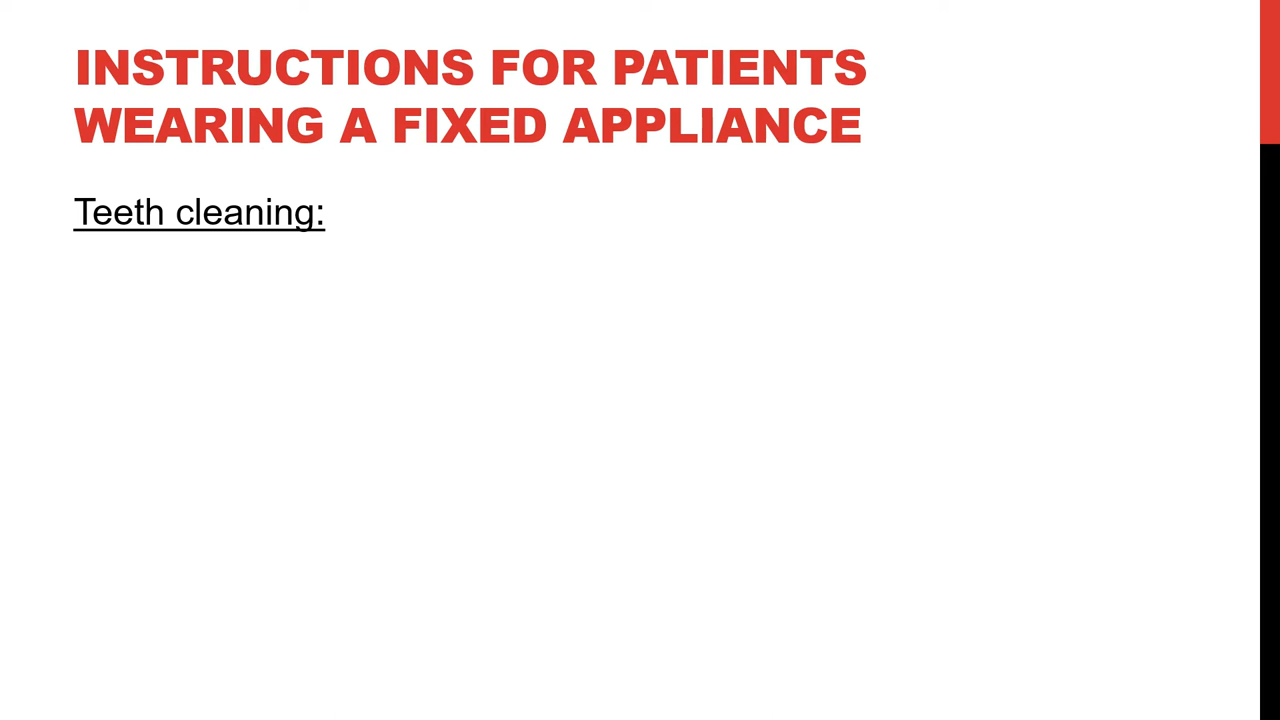 INSTRUCTIONS FOR PATIENTS
WEARING A FIXED APPLIANCE
Teeth cleaning: